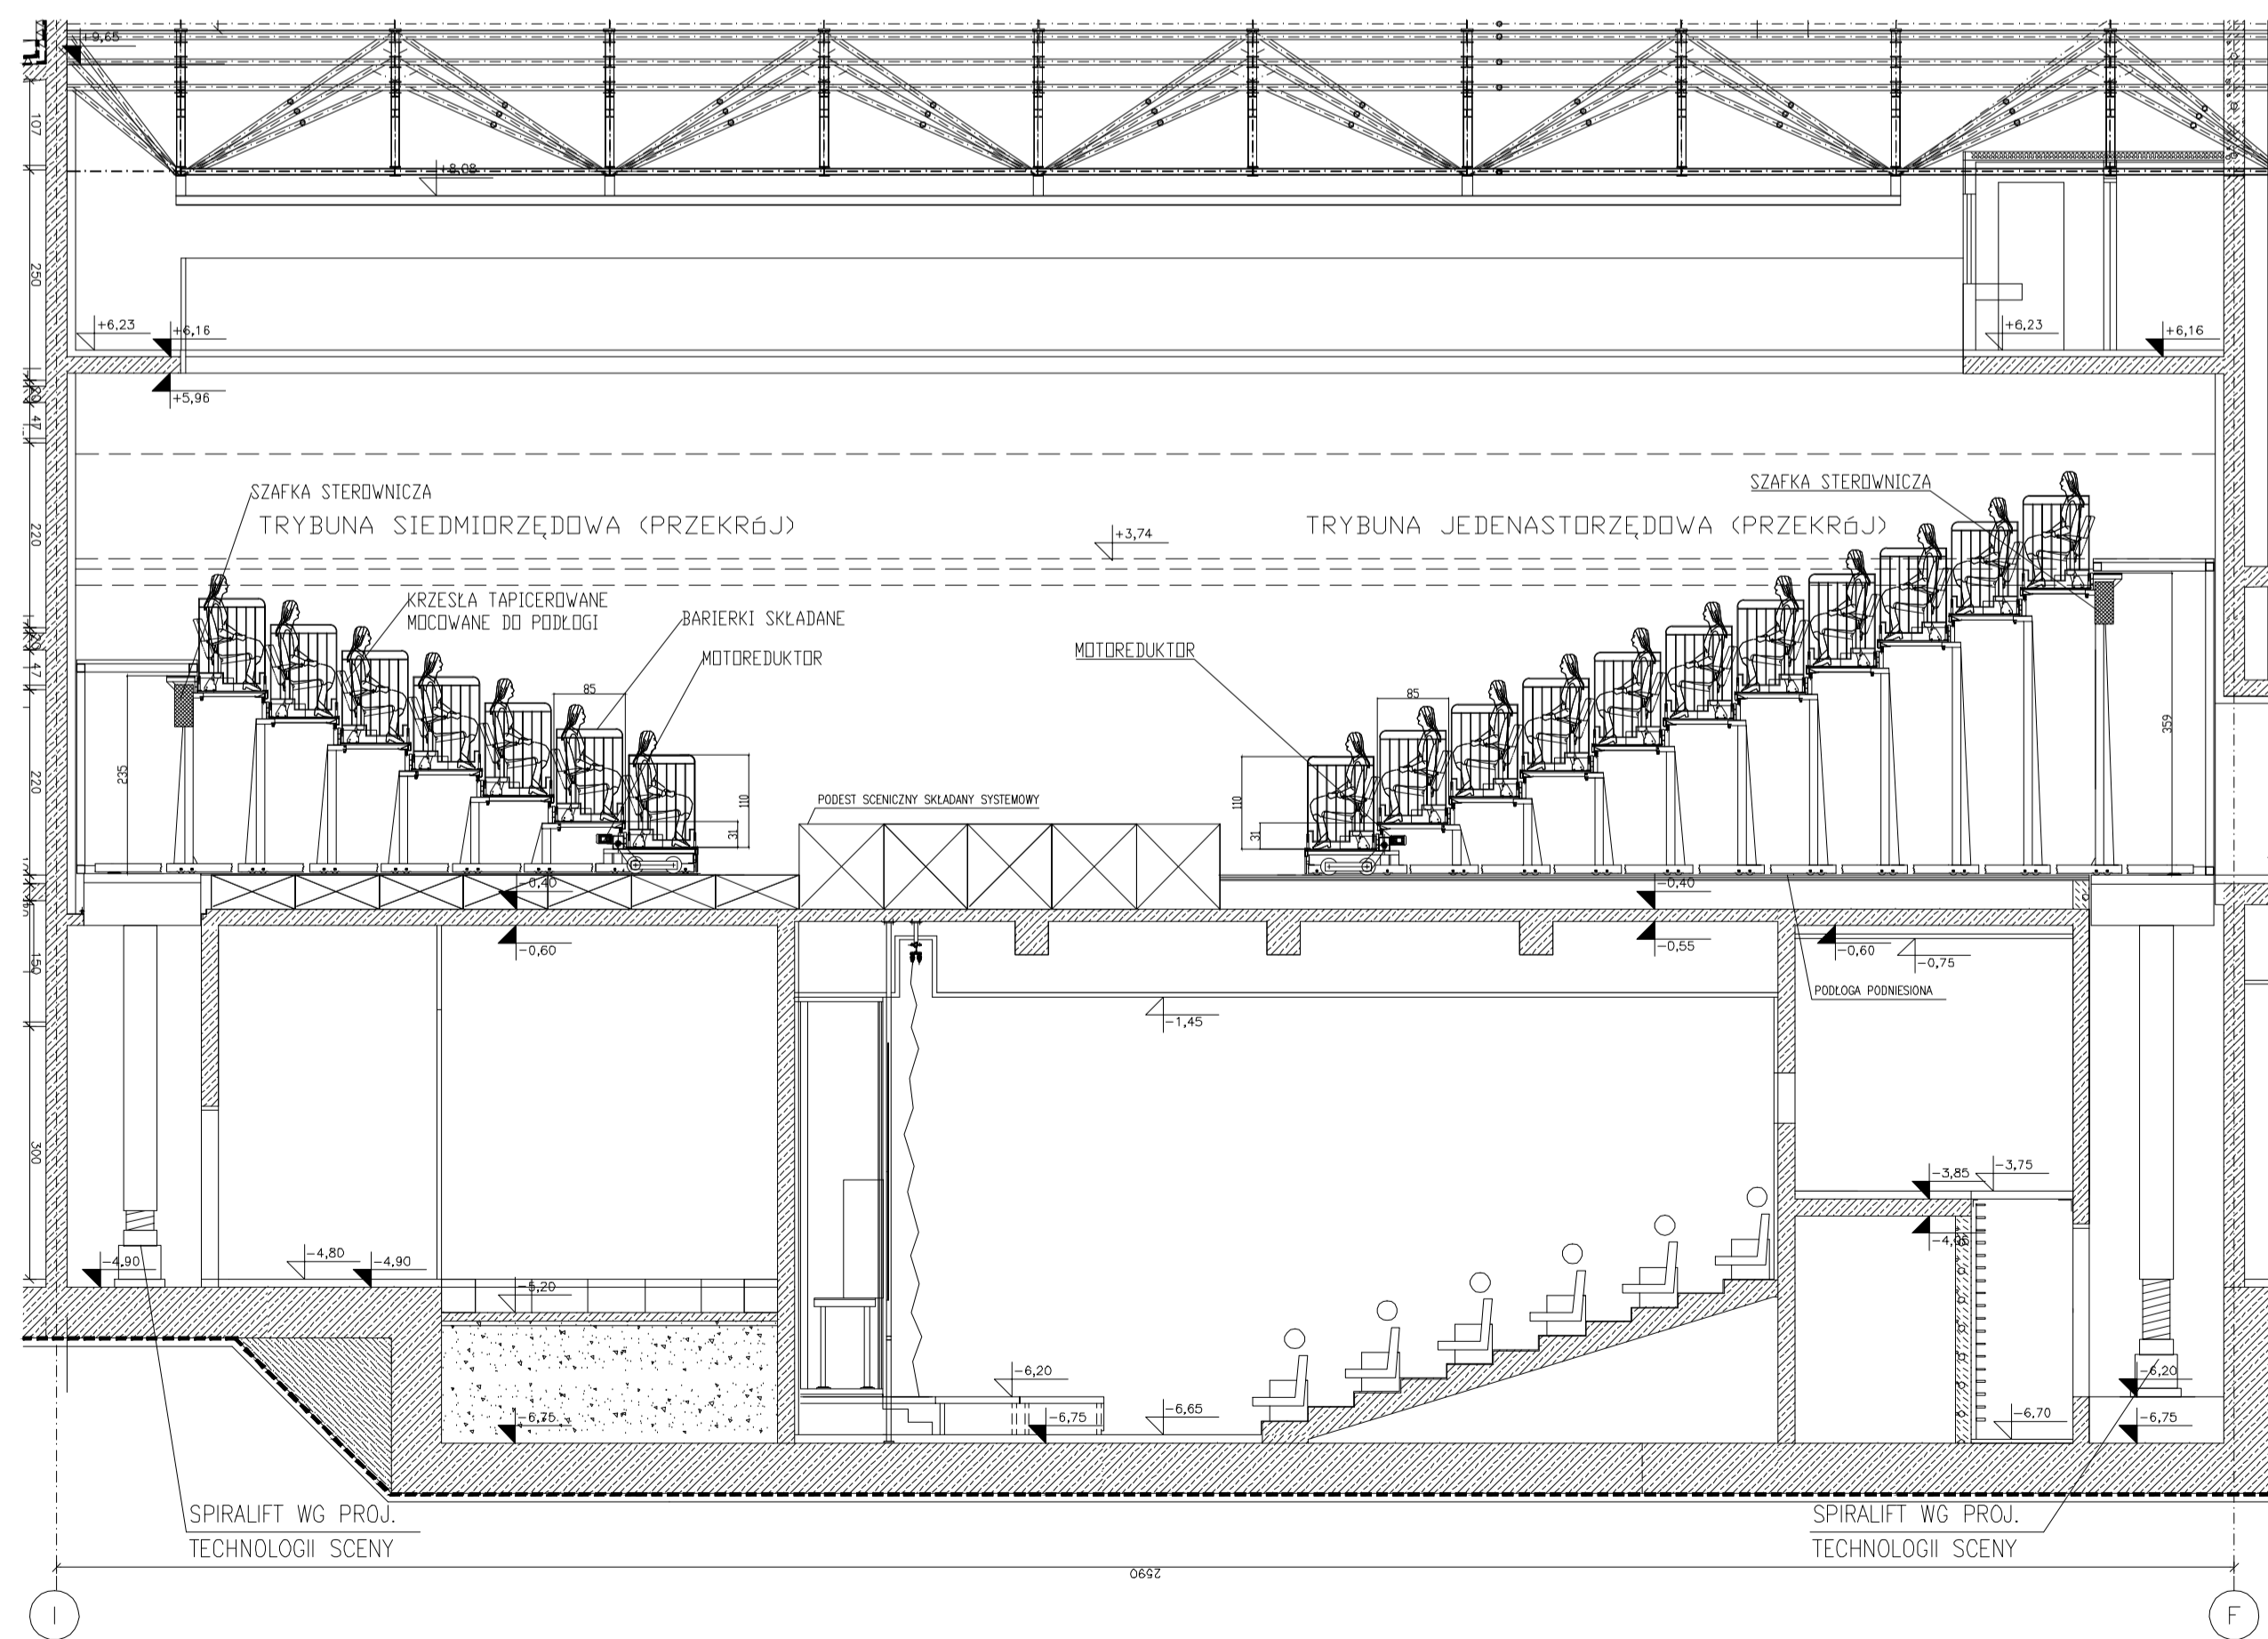 +9,65
107
+8,08
250
+6,23
+6,16
+6,23
+6,16
+5,96
20
47
SZAFKA STEROWNICZA
SZAFKA STEROWNICZA
TRYBUNA SIEDMIORZĘDOWA (PRZEKRÓJ)
+3,74
TRYBUNA JEDENASTORZĘDOWA (PRZEKRÓJ)
220
KRZESŁA TAPICEROWANE
MOCOWANE DO PODŁOGI
BARIERKI SKŁADANE
MOTOREDUKTOR
MOTOREDUKTOR
20
47
85
85
359
235
220
110
31
PODEST SCENICZNY SKŁADANY SYSTEMOWY
110
31
-0,40
-0,40
-0,60
-0,55
-0,60
-0,75
150
PODŁOGA PODNIESIONA
-1,45
300
-3,85
-3,75
-4,90
-4,80
-4,90
-5,20
-6,20
-6,20
-6,75
-6,75
-6,65
-6,70
-6,75
SPIRALIFT WG PROJ.
TECHNOLOGII SCENY
SPIRALIFT WG PROJ.
TECHNOLOGII SCENY
2590
I
F